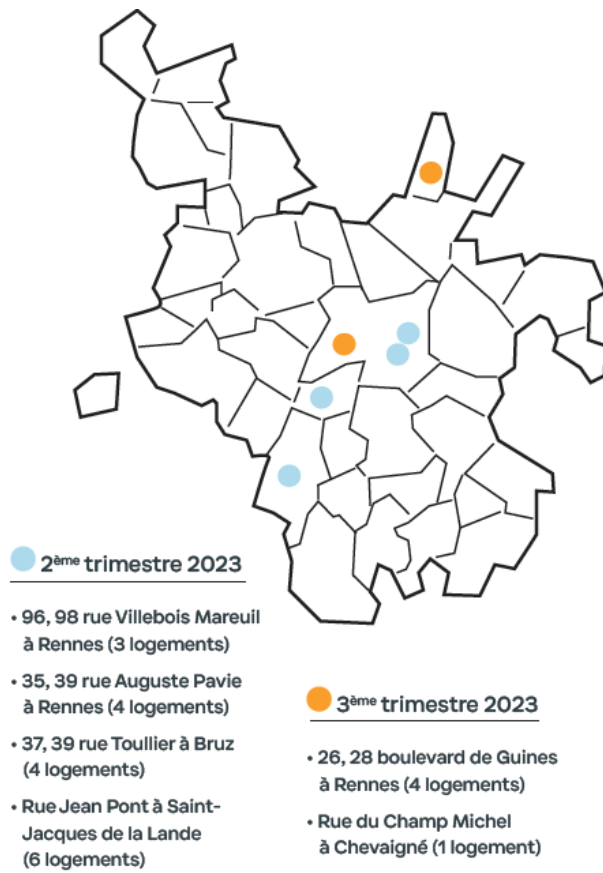 2ème trimestre 2023
• 96, 98 rue Villebois Mareuil
à Rennes (3 logements)
• 35, 39 rue Auguste Pavie
à Rennes (4 logements)
• 37, 39 rue Toullier à Bruz
(4 logements)
• Rue Jean Pont à Saint-
Jacques de la Lande
(6 logements)
3ème trimestre 2023
• 26, 28 boulevard de Guines
à Rennes (4 logements)
• Rue du Champ Michel
à Chevaigné (1 logement)